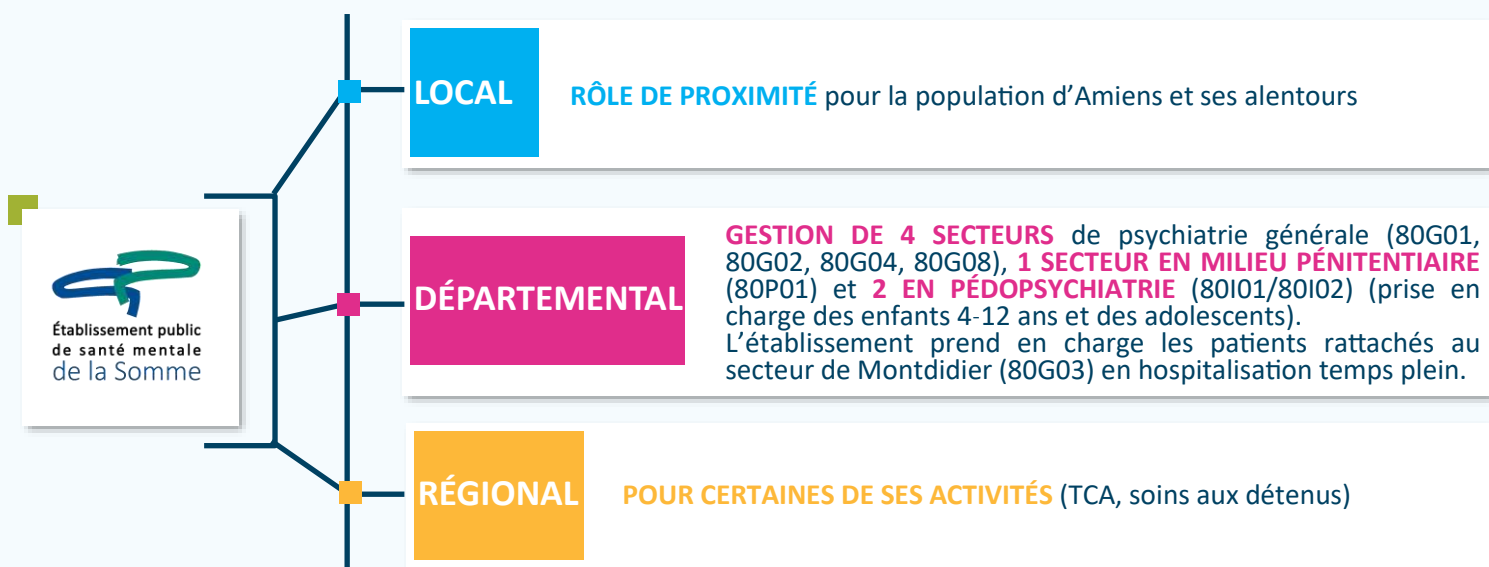 LOCAL
RÔLE DE PROXIMITÉ pour la population d’Amiens et ses alentours
Établissement public
de santé mentale
de la Somme
DÉPARTEMENTAL
GESTION DE 4 SECTEURS de psychiatrie générale (80G01,
80G02, 80G04, 80G08), 1 SECTEUR EN MILIEU PÉNITENTIAIRE
(80P01) et 2 EN PÉDOPSYCHIATRIE (80I01/80I02) (prise en
charge des enfants 4-12 ans et des adolescents).
L’établissement prend en charge les patients rattachés au
secteur de Montdidier (80G03) en hospitalisation temps plein.
RÉGIONAL
POUR CERTAINES DE SES ACTIVITÉS (TCA, soins aux détenus)